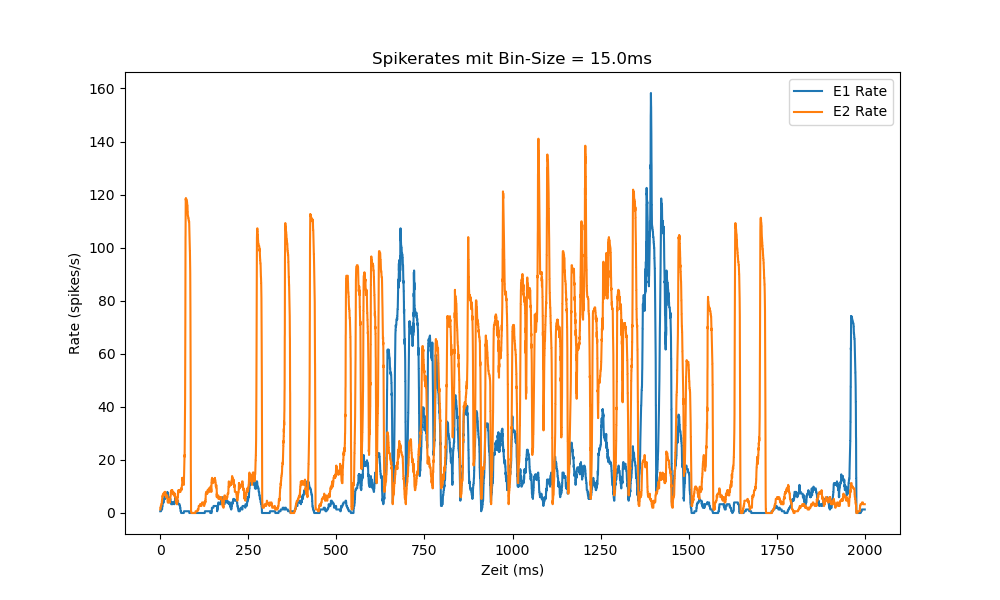 Spikerates mit Bin-Size = 15.0ms
E1 Rate
E2 Rate
160
140
120
100
80
60
40
20
0
Rate (spikes/s)
0 250 500 750 1000 1250 1500 1750 2000
Zeit (ms)